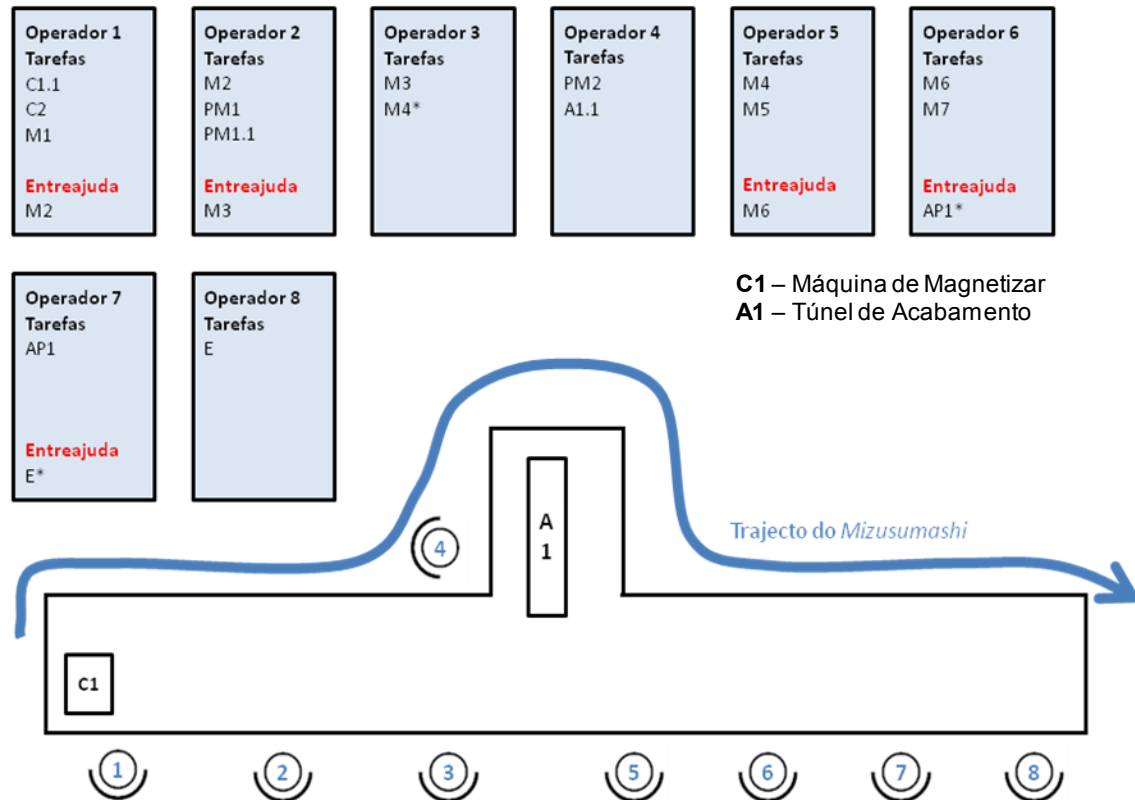 Operador 1
Tarefas
C1.1
C2
M1
Entreajuda
M2
Operador 2
Tarefas
M2
PM1
PM1.1
Entreajuda
M3
Operador 3
Tarefas
M3
M4*
Operador 4
Tarefas
PM2
A1.1
Operador 5
Tarefas
M4
M5
Entreajuda
M6
Operador 6
Tarefas
M6
M7
Entreajuda
AP1*
Operador 7
Tarefas
AP1
Entreajuda
E*
Operador 8
Tarefas
E
C1 – Máquina de Magnetizar
A1 – Túnel de Acabamento
Trajecto do Mizusumashi
4
A
1
C1
1
2
3
5
6
7
8